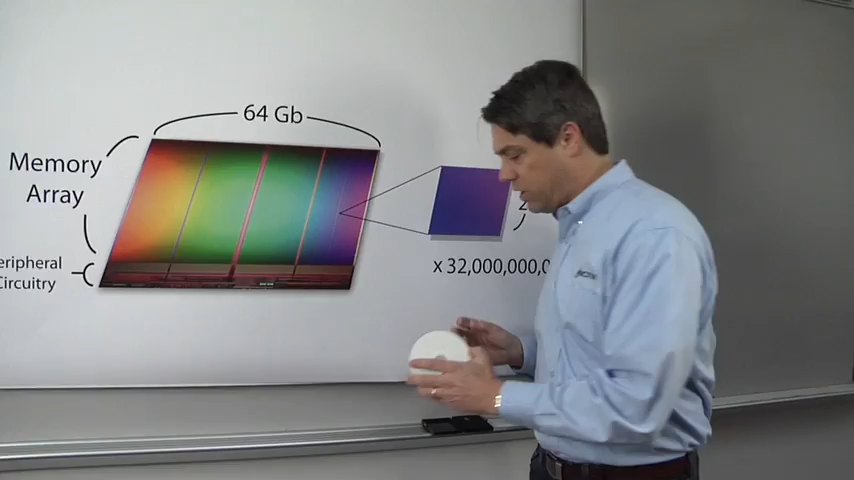 64 Gb
Memory
Array
eripheral
Circuitry
x 32,000,000,0